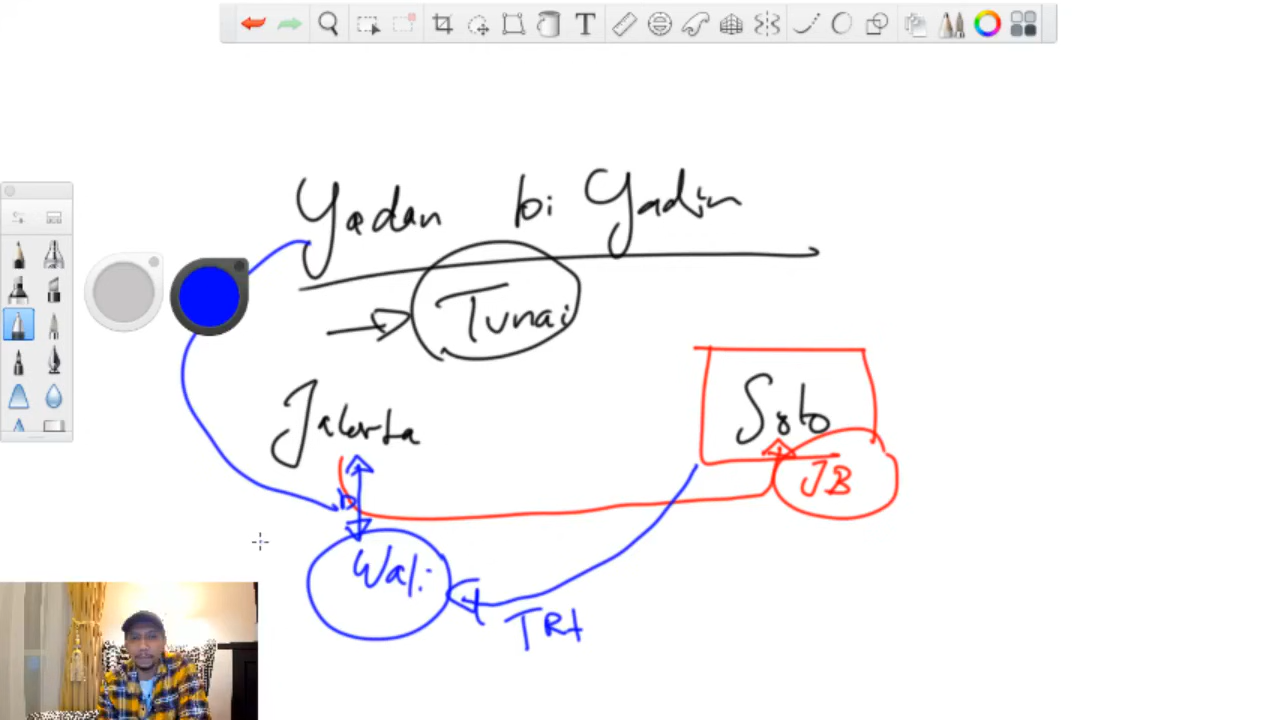 Yadan bi Yadin
Tunai
Jakarta
Solo
JB
Wali
TRt
T